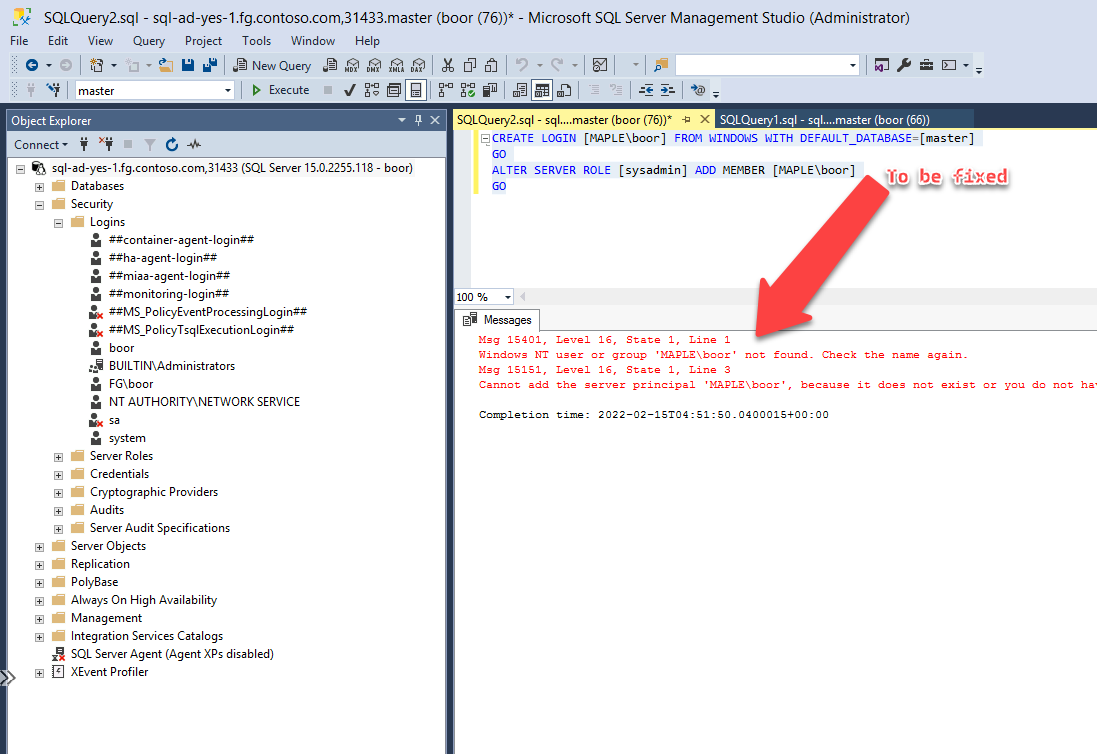 SQLQuery2.sql - sql-ad-yes-1.fg.contoso.com,31433.master (boor (76))* - Microsoft SQL Server Management Studio (Administrator)
File Edit View Query Project Tools Window Help
New Query MDX DMX XMLA DAX
master Execute
Object Explorer
Connect
sql-ad-yes-1.fg.contoso.com,31433 (SQL Server 15.0.2255.118 - boor)
Databases
Security
Logins
##container-agent-login##
##ha-agent-login##
##miaa-agent-login##
##monitoring-login##
##MS_PolicyEventProcessingLogin##
##MS_PolicyTsqlExecutionLogin##
boor
BUILTIN\Administrators
FG\boor
NT AUTHORITY\NETWORK SERVICE
sa
system
Server Roles
Credentials
Cryptographic Providers
Audits
Server Audit Specifications
Server Objects
Replication
PolyBase
Always On High Availability
Management
Integration Services Catalogs
SQL Server Agent (Agent XPs disabled)
XEvent Profiler
SQLQuery2.sql - sql....master (boor (76))* SQLQuery1.sql - sql....master (boor (66))
CREATE LOGIN [MAPLE\boor] FROM WINDOWS WITH DEFAULT_DATABASE=[master]
GO
ALTER SERVER ROLE [sysadmin] ADD MEMBER [MAPLE\boor]
GO
To be fixed
100 %
Messages
Msg 15401, Level 16, State 1, Line 1
Windows NT user or group 'MAPLE\boor' not found. Check the name again.
Msg 15151, Level 16, State 1, Line 3
Cannot add the server principal 'MAPLE\boor', because it does not exist or you do not hav
Completion time: 2022-02-15T04:51:50.0400015+00:00